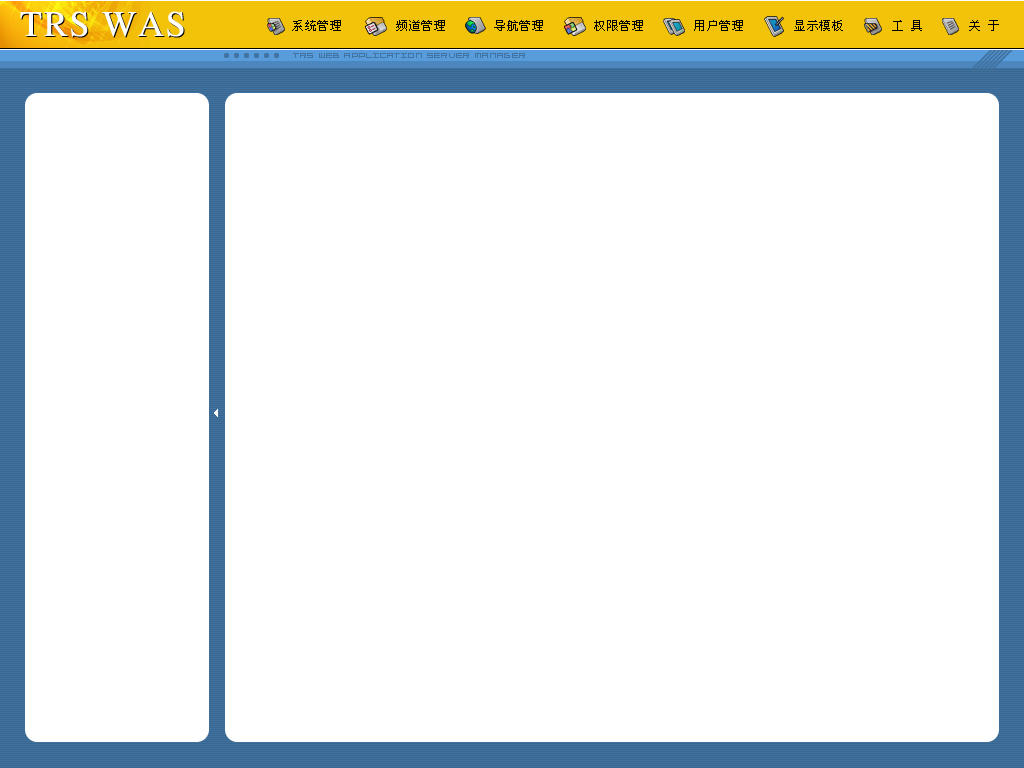 TRS WAS
系统管理 频道管理 导航管理 权限管理 用户管理 显示模板 工 具 关 于
TRS WEB APPLICATION SERVER MANAGER